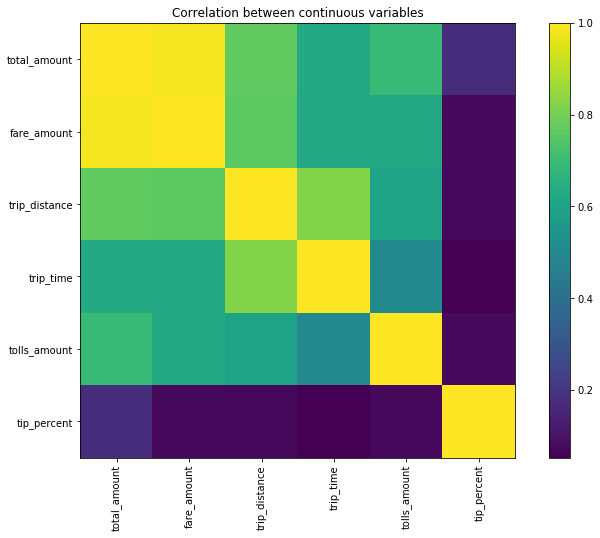 Correlation between continuous variables
total_amount
fare_amount
trip_distance
trip_time
tolls_amount
tip_percent
total_amount
fare_amount
trip_distance
trip_time
tolls_amount
tip_percent
1.0
0.8
0.6
0.4
0.2